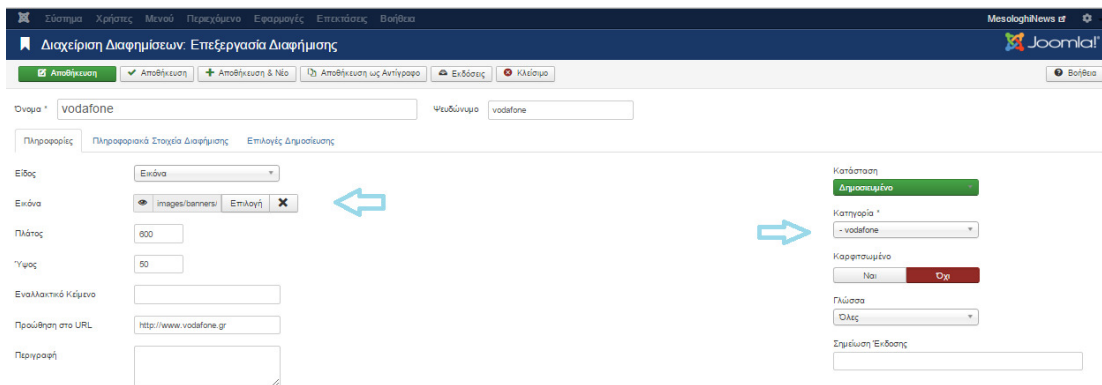 Σύστημα Χρήστες Μενού Περιεχόμενο Εφαρμογές Επεκτάσεις Βοήθεια MesologhiNews
Διαχείριση Διαφημίσεων: Επεξεργασία Διαφήμισης Joomla!
Αποθήκευση Αποθήκευση Αποθήκευση & Νέο Αποθήκευση ως Αντίγραφο Εκδόσεις Κλείσιμο Βοήθεια
Όνομα * vodafone Ψευδώνυμο vodafone
Πληροφορίες Πληροφοριακά Στοιχεία Διαφήμισης Επιλογές Δημοσίευσης
Είδος Εικόνα
Εικόνα images/banners/ Επιλογή
Πλάτος 600
Ύψος 50
Εναλλακτικό Κείμενο
Προώθηση στο URL http://www.vodafone.gr
Περιγραφή
Κατάσταση
Δημοσιευμένο
Κατηγορία *
- vodafone
Καρφιτσωμένο
Ναι Όχι
Γλώσσα
Όλες
Σημείωση Έκδοσης